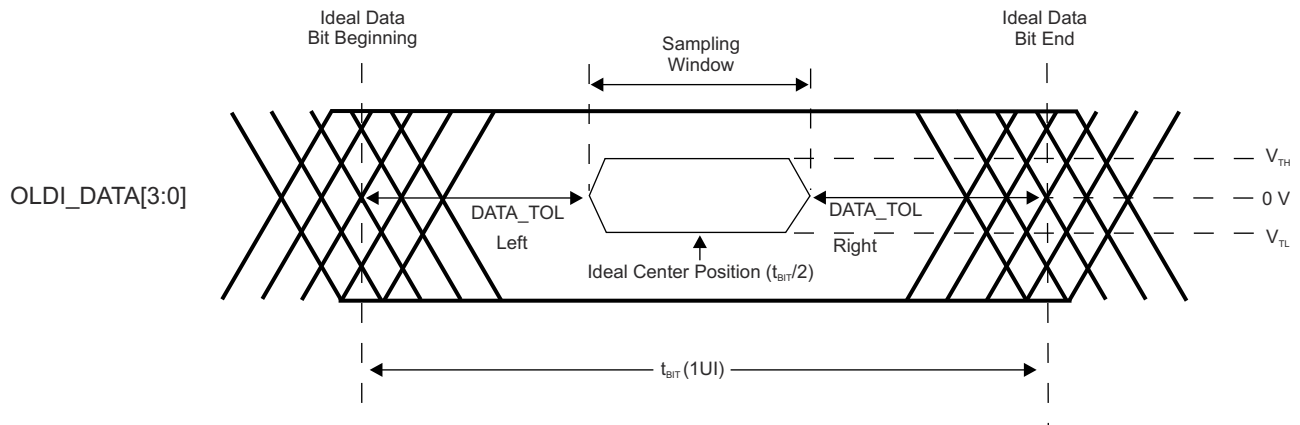 Ideal Data
Bit Beginning
Ideal Data
Bit End
Sampling
Window
V_TH
OLDI_DATA[3:0]
0 V
DATA_TOL
Left
DATA_TOL
Right
V_TL
Ideal Center Position (t_BIT/2)
t_BIT (1UI)